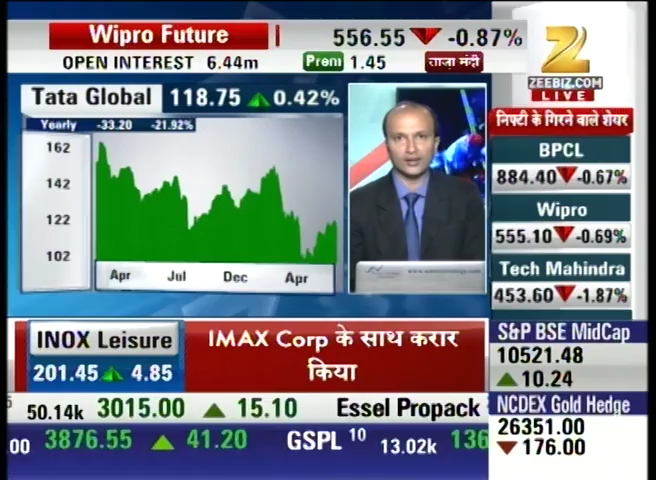 Wipro Future 556.55 -0.87%
OPEN INTEREST 6.44m Prem 1.45 ताज़ा मंदी
ZEEBIZ.COM
LIVE
Tata Global 118.75 0.42%
Yearly -33.20 -21.92%
162
142
122
102
Apr Jul Dec Apr
निफ्टी के गिरने वाले शेयर
BPCL
884.40 -0.67%
Wipro
555.10 -0.69%
Tech Mahindra
453.60 -1.87%
INOX Leisure
201.45 4.85
IMAX Corp के साथ करार
किया
S&P BSE MidCap
10521.48
10.24
NCDEX Gold Hedge
26351.00
176.00
50.14k 3015.00 15.10 Essel Propack
00 3876.55 41.20 GSPL 10 13.02k 136